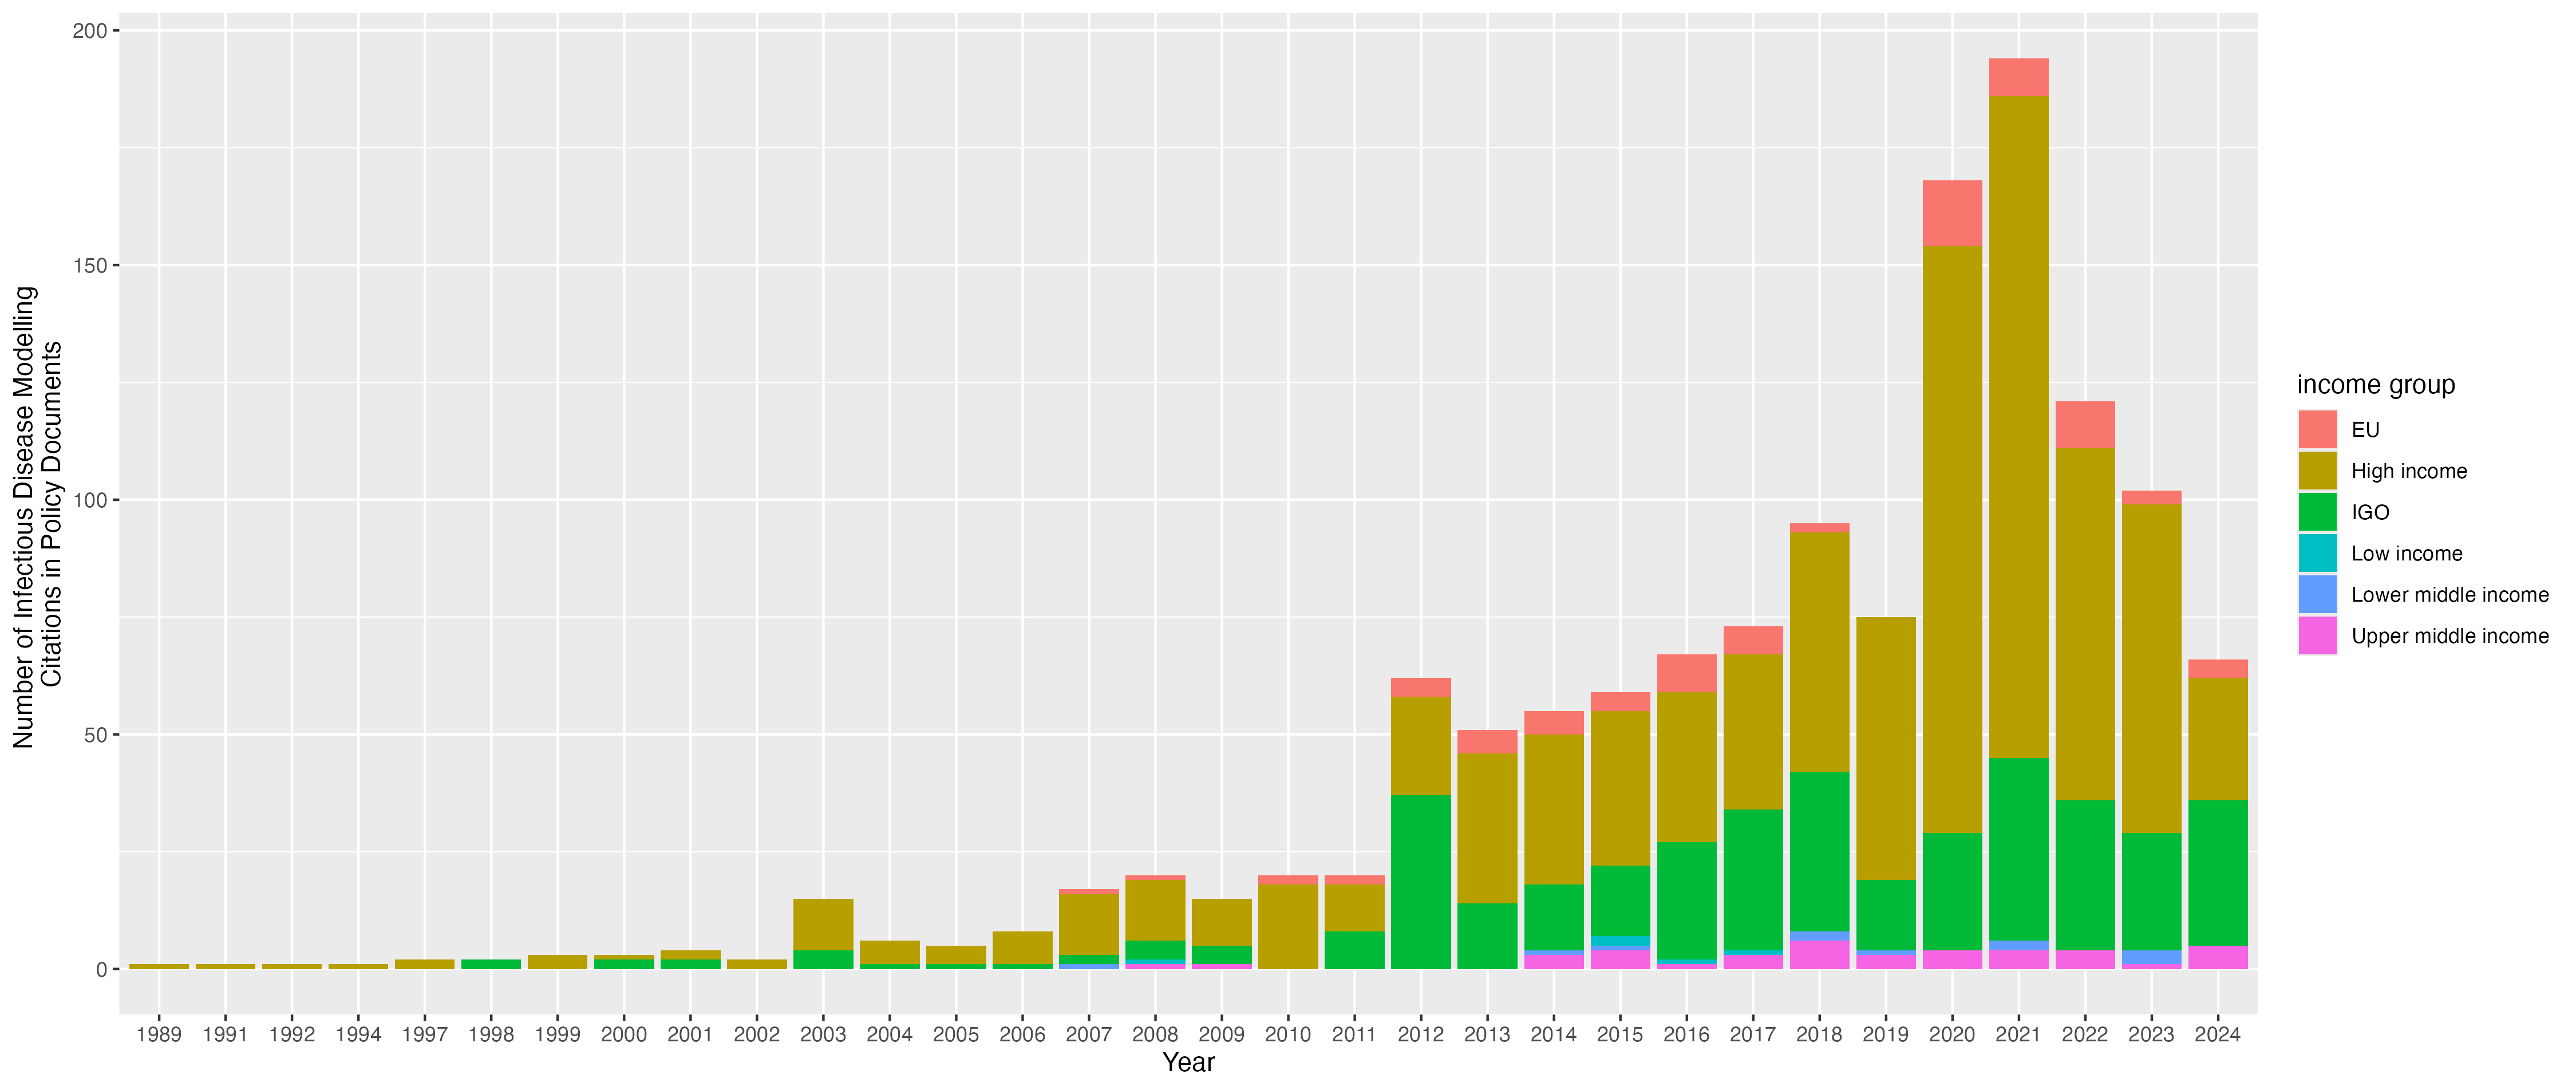 Number of Infectious Disease Modelling
Citations in Policy Documents
200
150
100
50
0
1989 1991 1992 1994 1997 1998 1999 2000 2001 2002 2003 2004 2005 2006 2007 2008 2009 2010 2011 2012 2013 2014 2015 2016 2017 2018 2019 2020 2021 2022 2023 2024
Year
income group
EU
High income
IGO
Low income
Lower middle income
Upper middle income